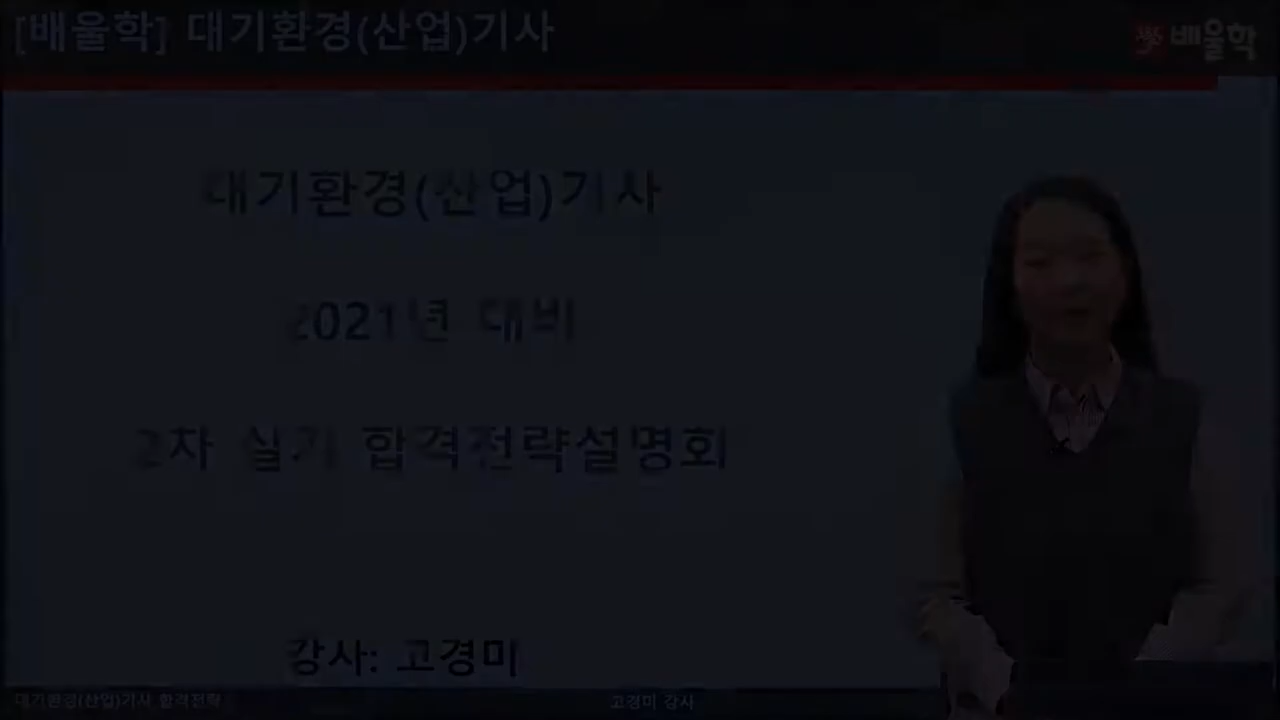 [배울학] 대기환경(산업)기사
배울학
대기환경(산업)기사
2021년 대비
2차 실기 합격전략설명회
강사: 고경미
대기환경(산업)기사 합격전략
고경미 강사